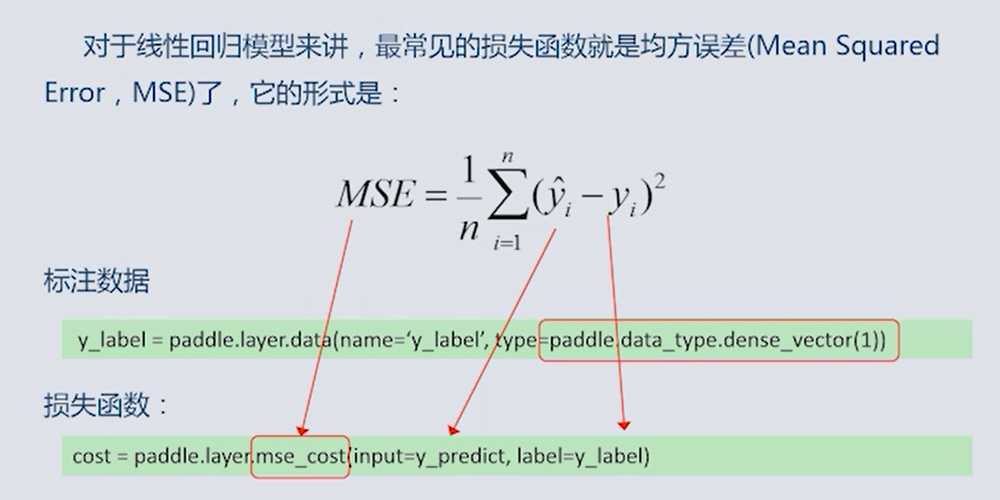 对于线性回归模型来讲，最常见的损失函数就是均方误差(Mean Squared
Error，MSE)了，它的形式是：
MSE = \frac{1}{n} \sum_{i=1}^{n} (\hat{y}_i - y_i)^2
标注数据
y_label = paddle.layer.data(name=‘y_label’, type=paddle.data_type.dense_vector(1))
损失函数：
cost = paddle.layer.mse_cost(input=y_predict, label=y_label)